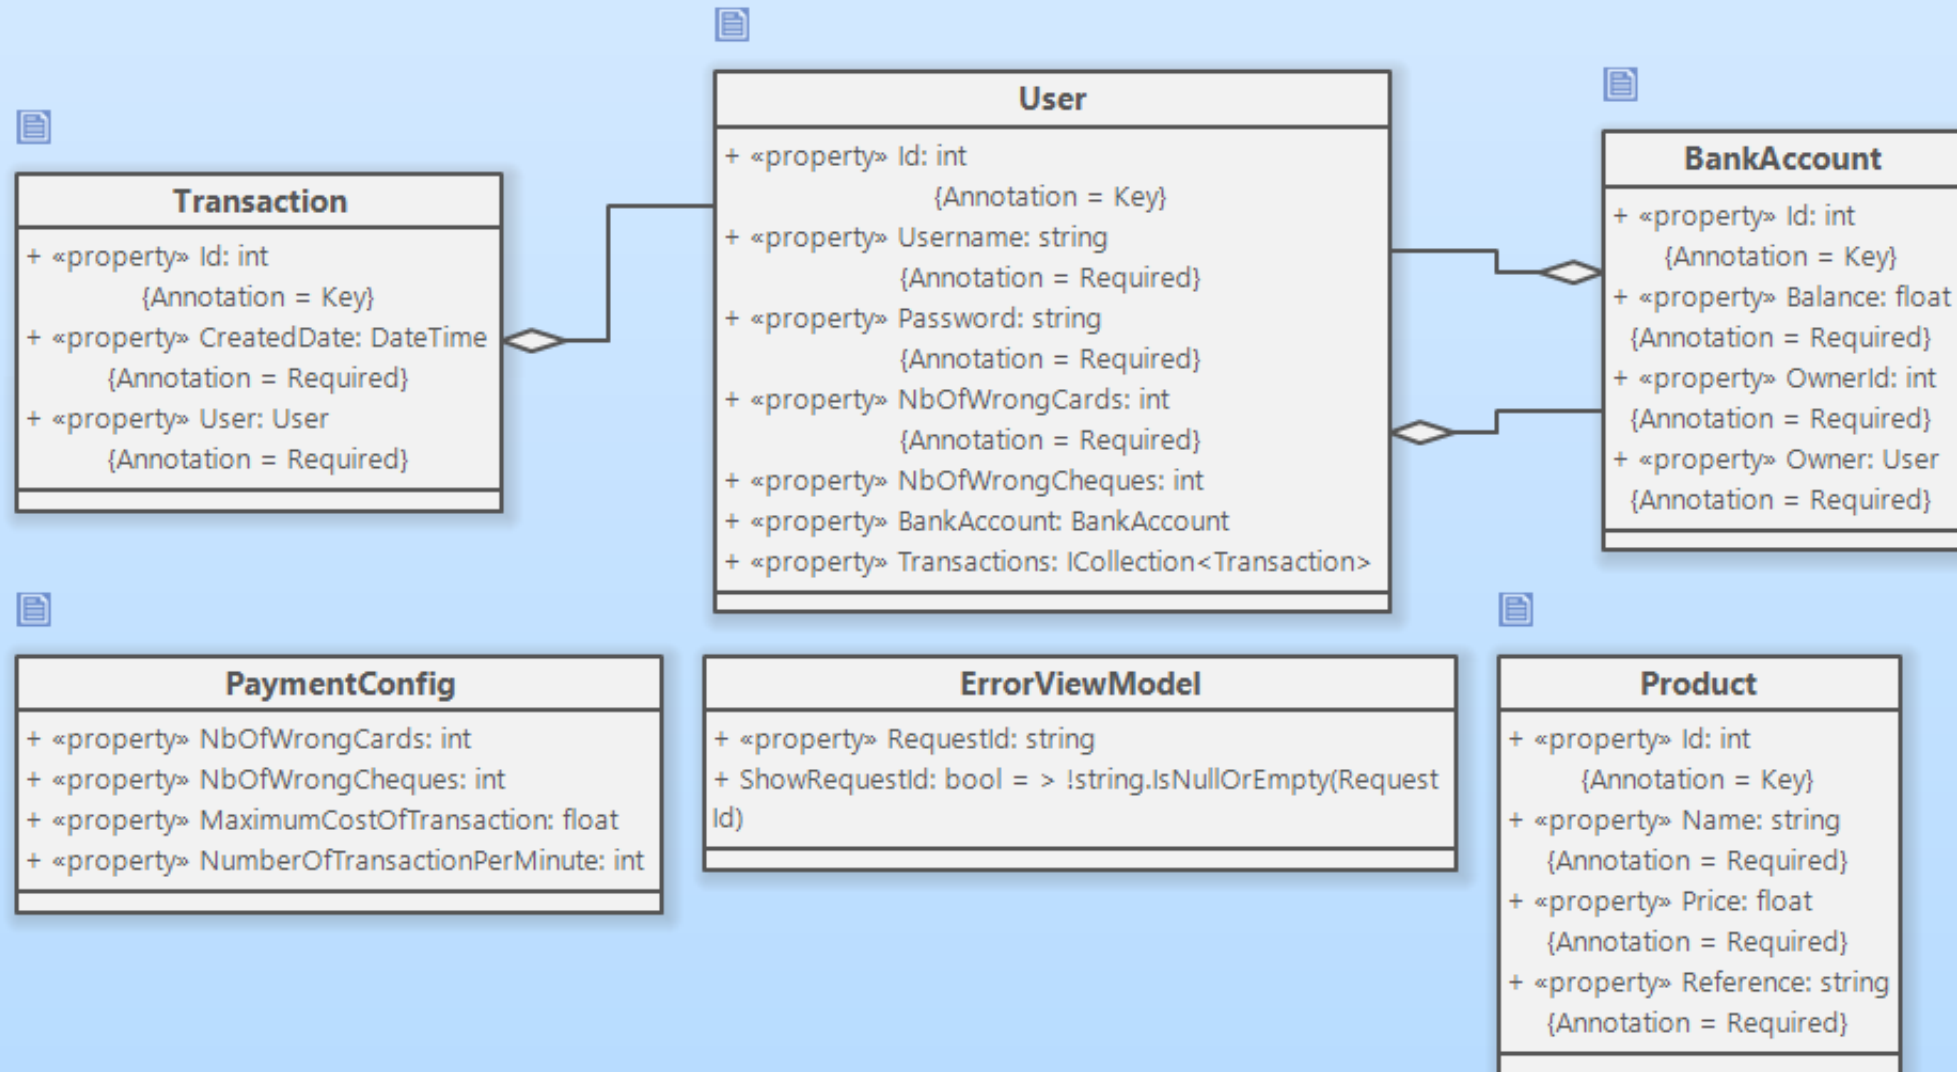 Transaction
+ «property» Id: int
{Annotation = Key}
+ «property» CreatedDate: DateTime
{Annotation = Required}
+ «property» User: User
{Annotation = Required}
User
+ «property» Id: int
{Annotation = Key}
+ «property» Username: string
{Annotation = Required}
+ «property» Password: string
{Annotation = Required}
+ «property» NbOfWrongCards: int
{Annotation = Required}
+ «property» NbOfWrongCheques: int
+ «property» BankAccount: BankAccount
+ «property» Transactions: ICollection<Transaction>
BankAccount
+ «property» Id: int
{Annotation = Key}
+ «property» Balance: float
{Annotation = Required}
+ «property» OwnerId: int
{Annotation = Required}
+ «property» Owner: User
{Annotation = Required}
PaymentConfig
+ «property» NbOfWrongCards: int
+ «property» NbOfWrongCheques: int
+ «property» MaximumCostOfTransaction: float
+ «property» NumberOfTransactionPerMinute: int
ErrorViewModel
+ «property» RequestId: string
+ ShowRequestId: bool = > !string.IsNullOrEmpty(Request
Id)
Product
+ «property» Id: int
{Annotation = Key}
+ «property» Name: string
{Annotation = Required}
+ «property» Price: float
{Annotation = Required}
+ «property» Reference: string
{Annotation = Required}